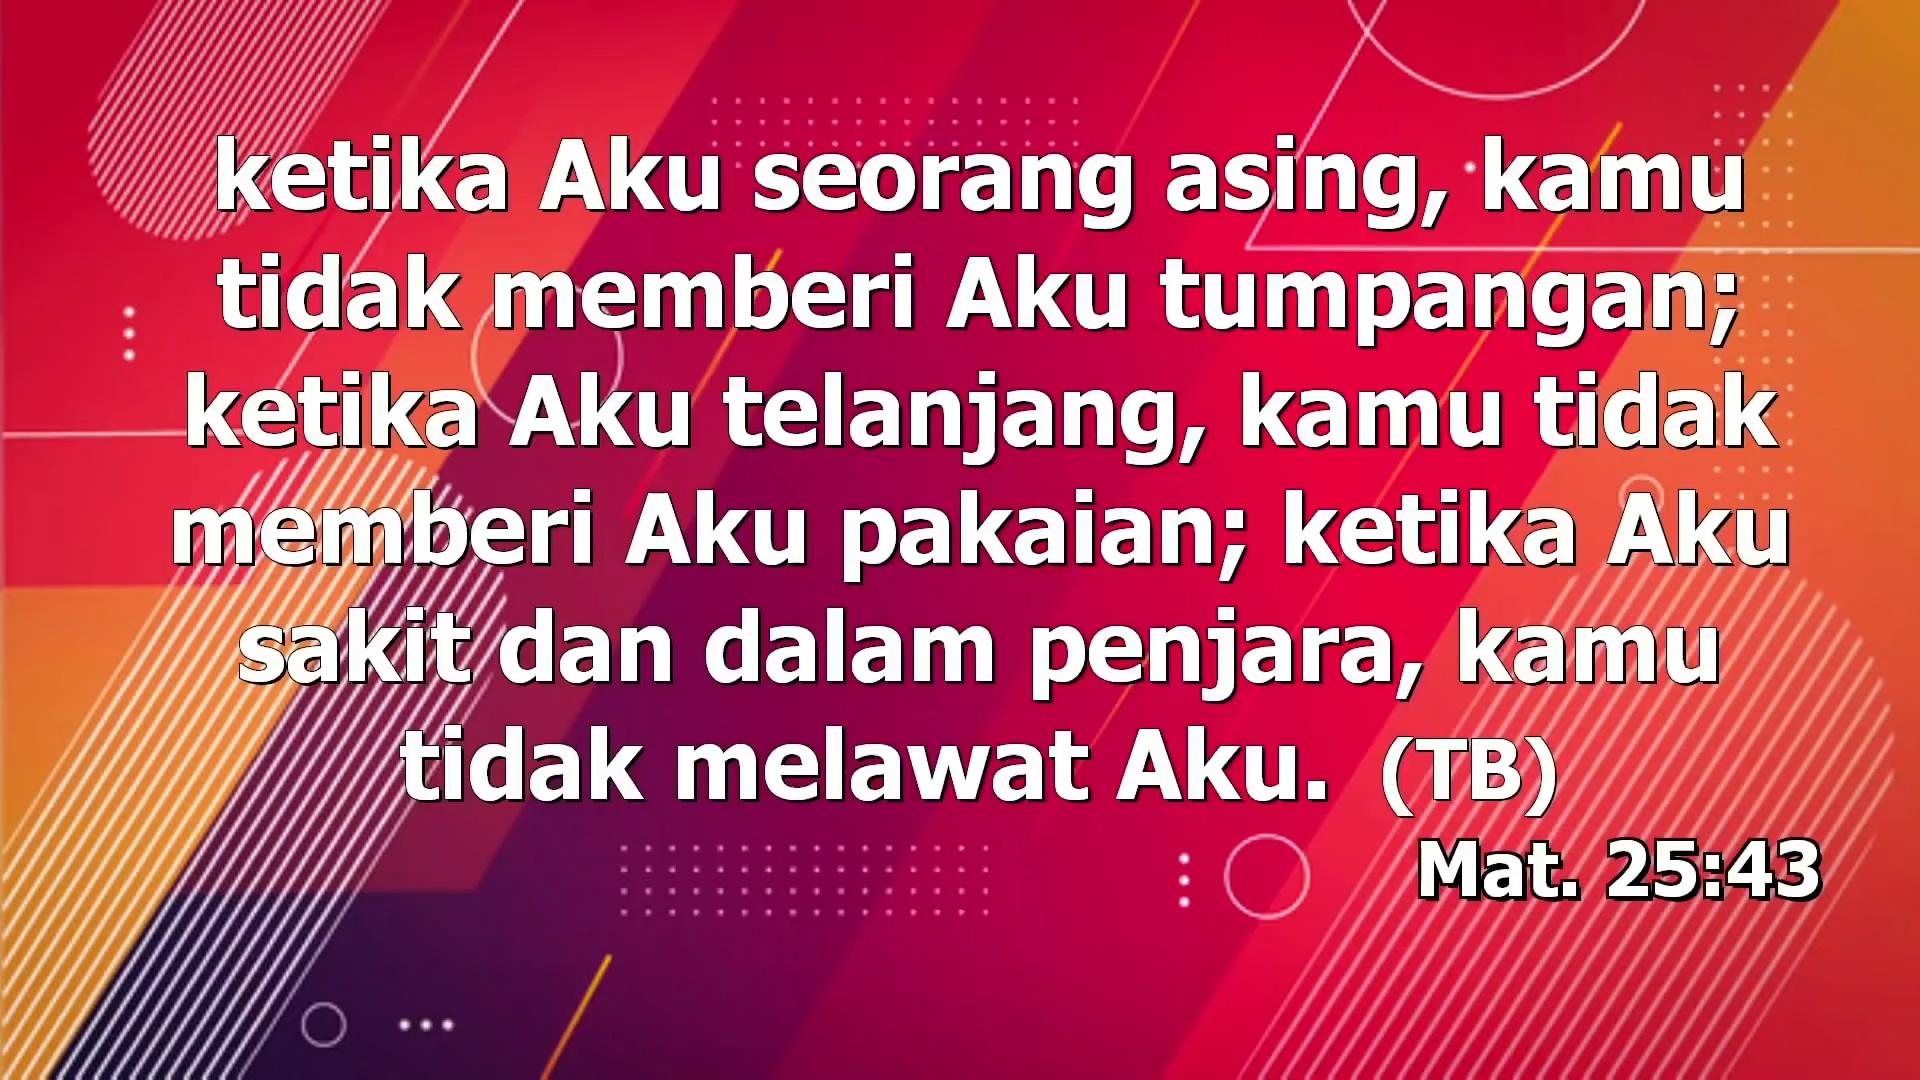 ketika Aku seorang asing, kamu
tidak memberi Aku tumpangan;
ketika Aku telanjang, kamu tidak
memberi Aku pakaian; ketika Aku
sakit dan dalam penjara, kamu
tidak melawat Aku. (TB)
Mat. 25:43